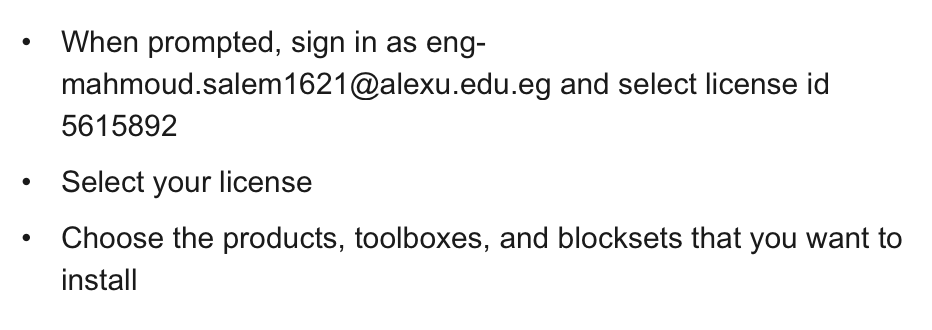 • When prompted, sign in as eng-
mahmoud.salem1621@alexu.edu.eg and select license id
5615892
• Select your license
• Choose the products, toolboxes, and blocksets that you want to
install